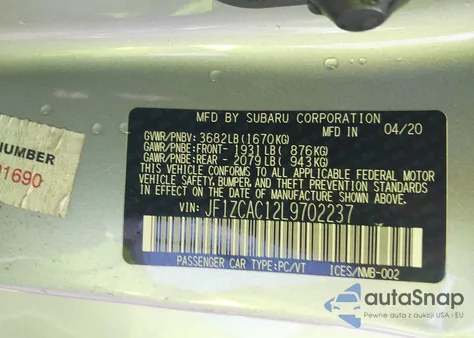 MFD BY SUBARU CORPORATION
MFD IN 04/20
GVWR/PNBV: 3682LB(1670KG)
GAWR/PBNE:FRONT- 1931LB( 876KG)
GAWR/PBNE:REAR - 2079LB( 943KG)
THIS VEHICLE CONFORMS TO ALL APPLICABLE FEDERAL MOTOR
VEHICLE SAFETY, BUMPER, AND THEFT PREVENTION STANDARDS
IN EFFECT ON THE DATE OF MANUFACTURE SHOWN ABOVE.
VIN: JF1ZCAC12L9702237
PASSENGER CAR TYPE:PC/VT ICES/NMB-002
NUMBER
1690
autoSnap
Pewne auta z aukcji USA i EU